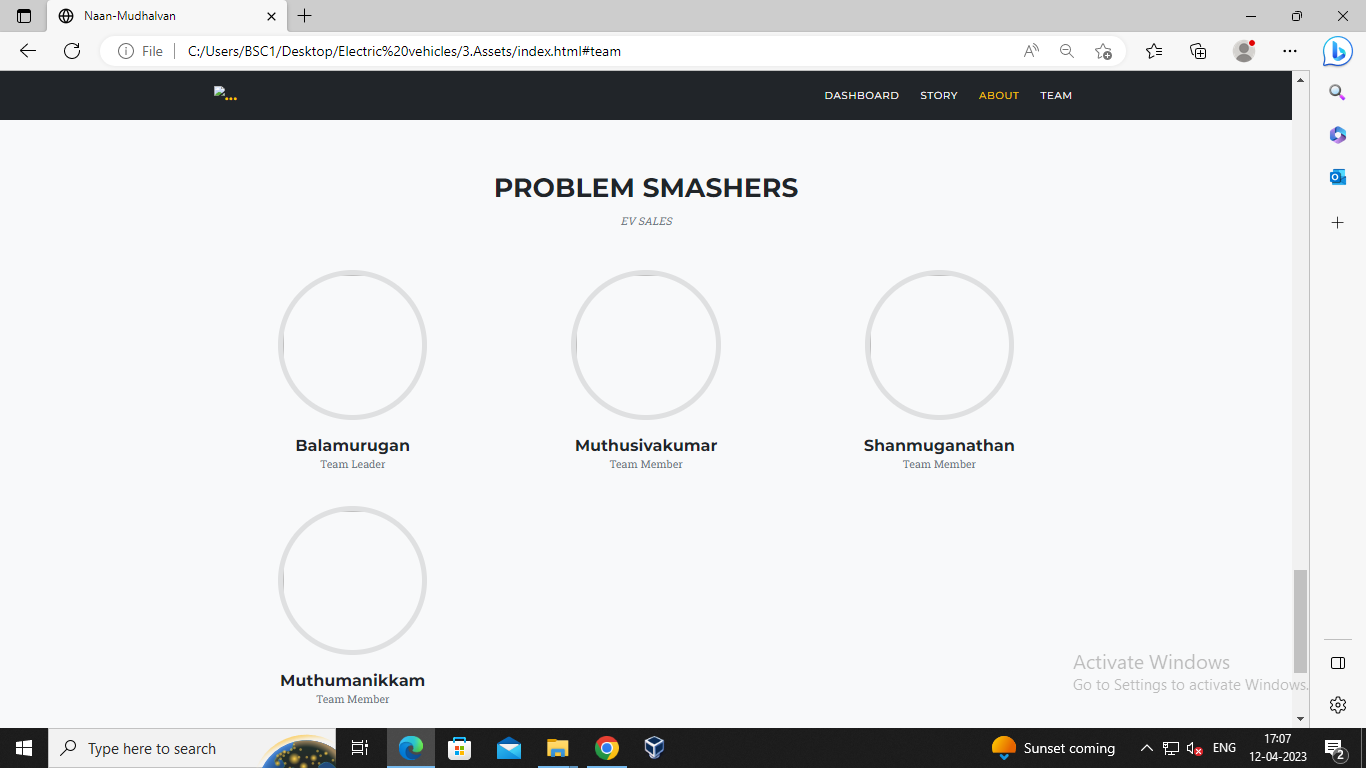 Naan-Mudhalvan
File
C:/Users/BSC1/Desktop/Electric%20vehicles/3.Assets/index.html#team
...
DASHBOARD STORY ABOUT TEAM
PROBLEM SMASHERS
EV SALES
Balamurugan Muthusivakumar Shanmuganathan
Team Leader Team Member Team Member
Muthumanikkam
Team Member
Activate Windows
Go to Settings to activate Windows.
Type here to search
Sunset coming
ENG
17:07
12-04-2023
2